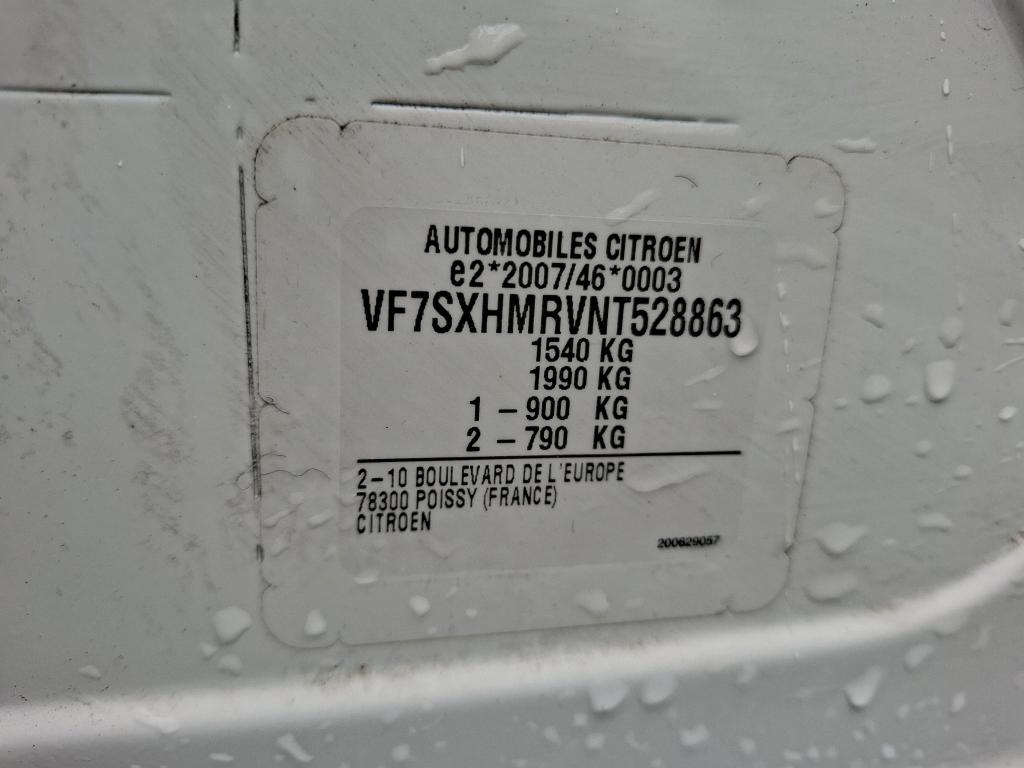 AUTOMOBILES CITROEN
e2*2007/46*0003
VF7SXHMRVNT528863
1540 KG
1990 KG
1 – 900 KG
2 – 790 KG
2–10 BOULEVARD DE L'EUROPE
78300 POISSY (FRANCE)
CITROEN
200629057